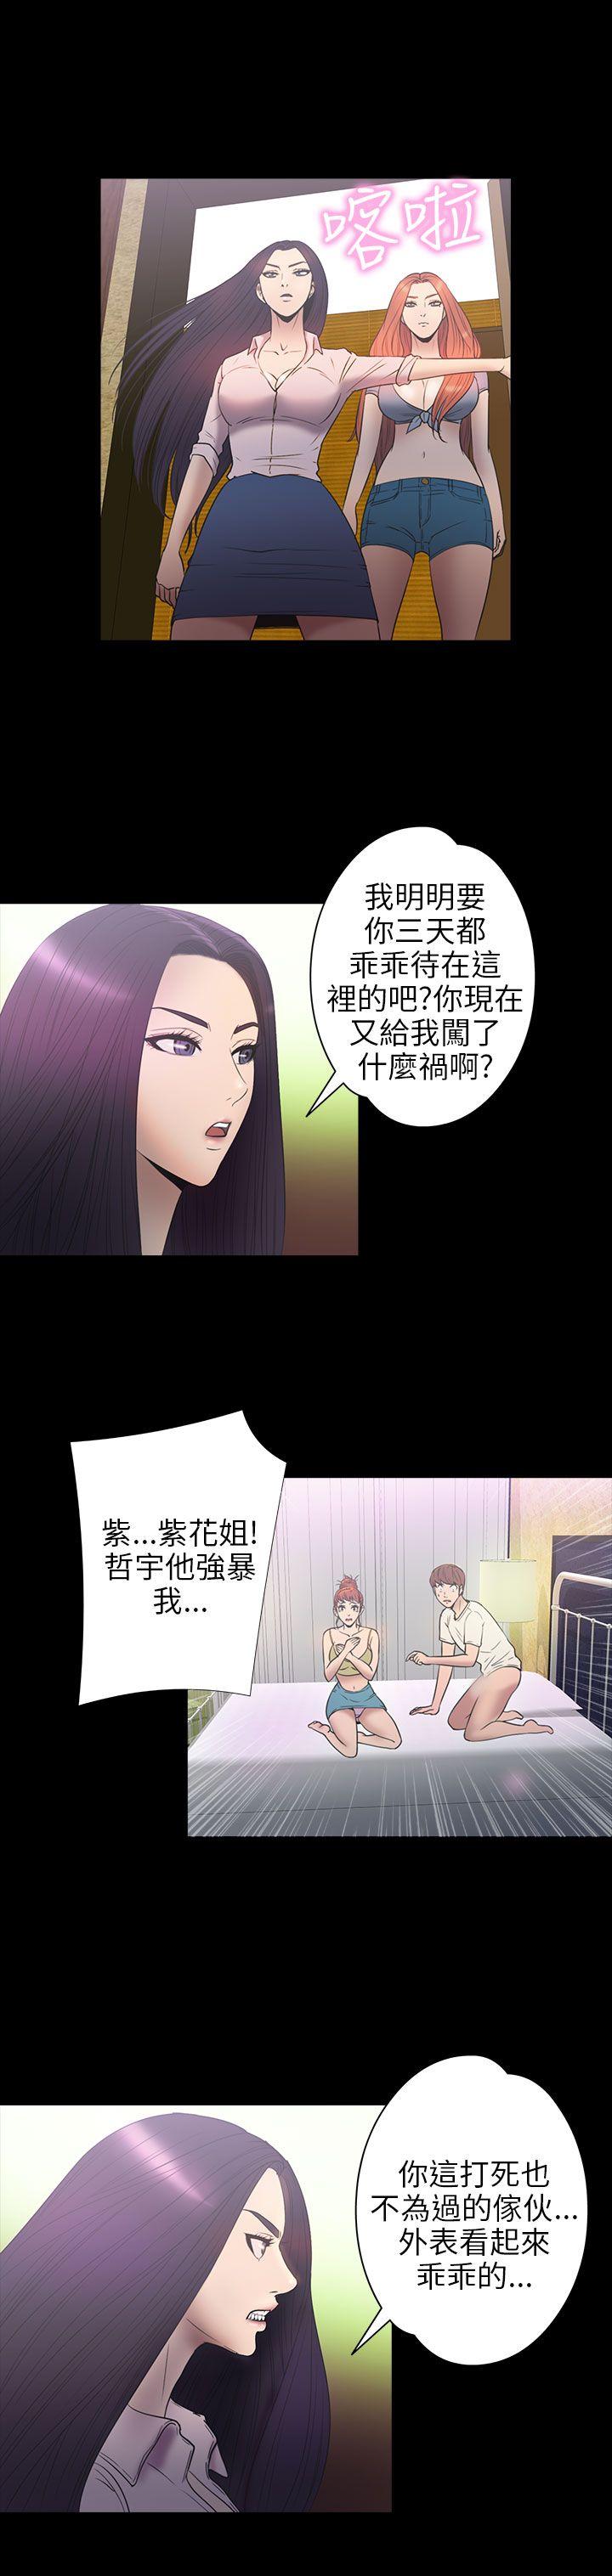 喀啦
我明明要
你三天都
乖乖待在這
裡的吧?你現在
又給我闖了
什麼禍啊?
紫...紫花姐!
哲宇他強暴
我...
你這打死也
不為過的傢伙...
外表看起來
乖乖的...